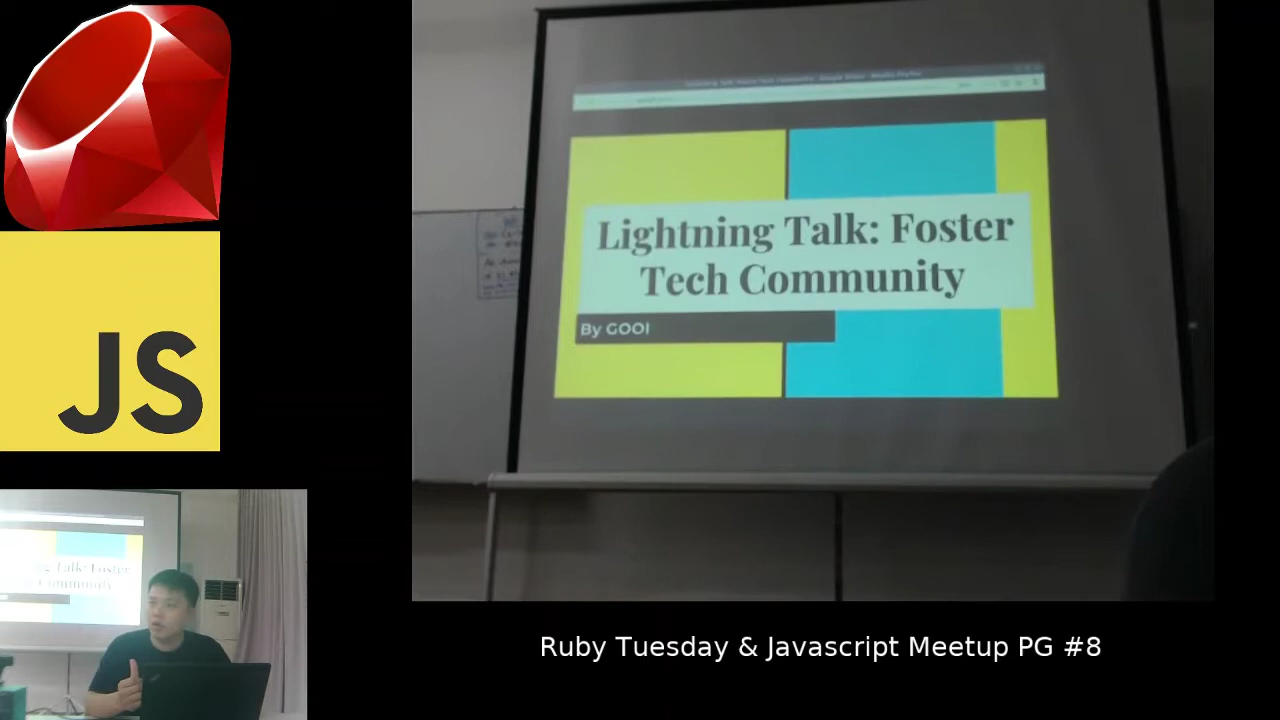 JS
Lightning Talk: Foster
Tech Community
By GOOI
Ruby Tuesday & Javascript Meetup PG #8